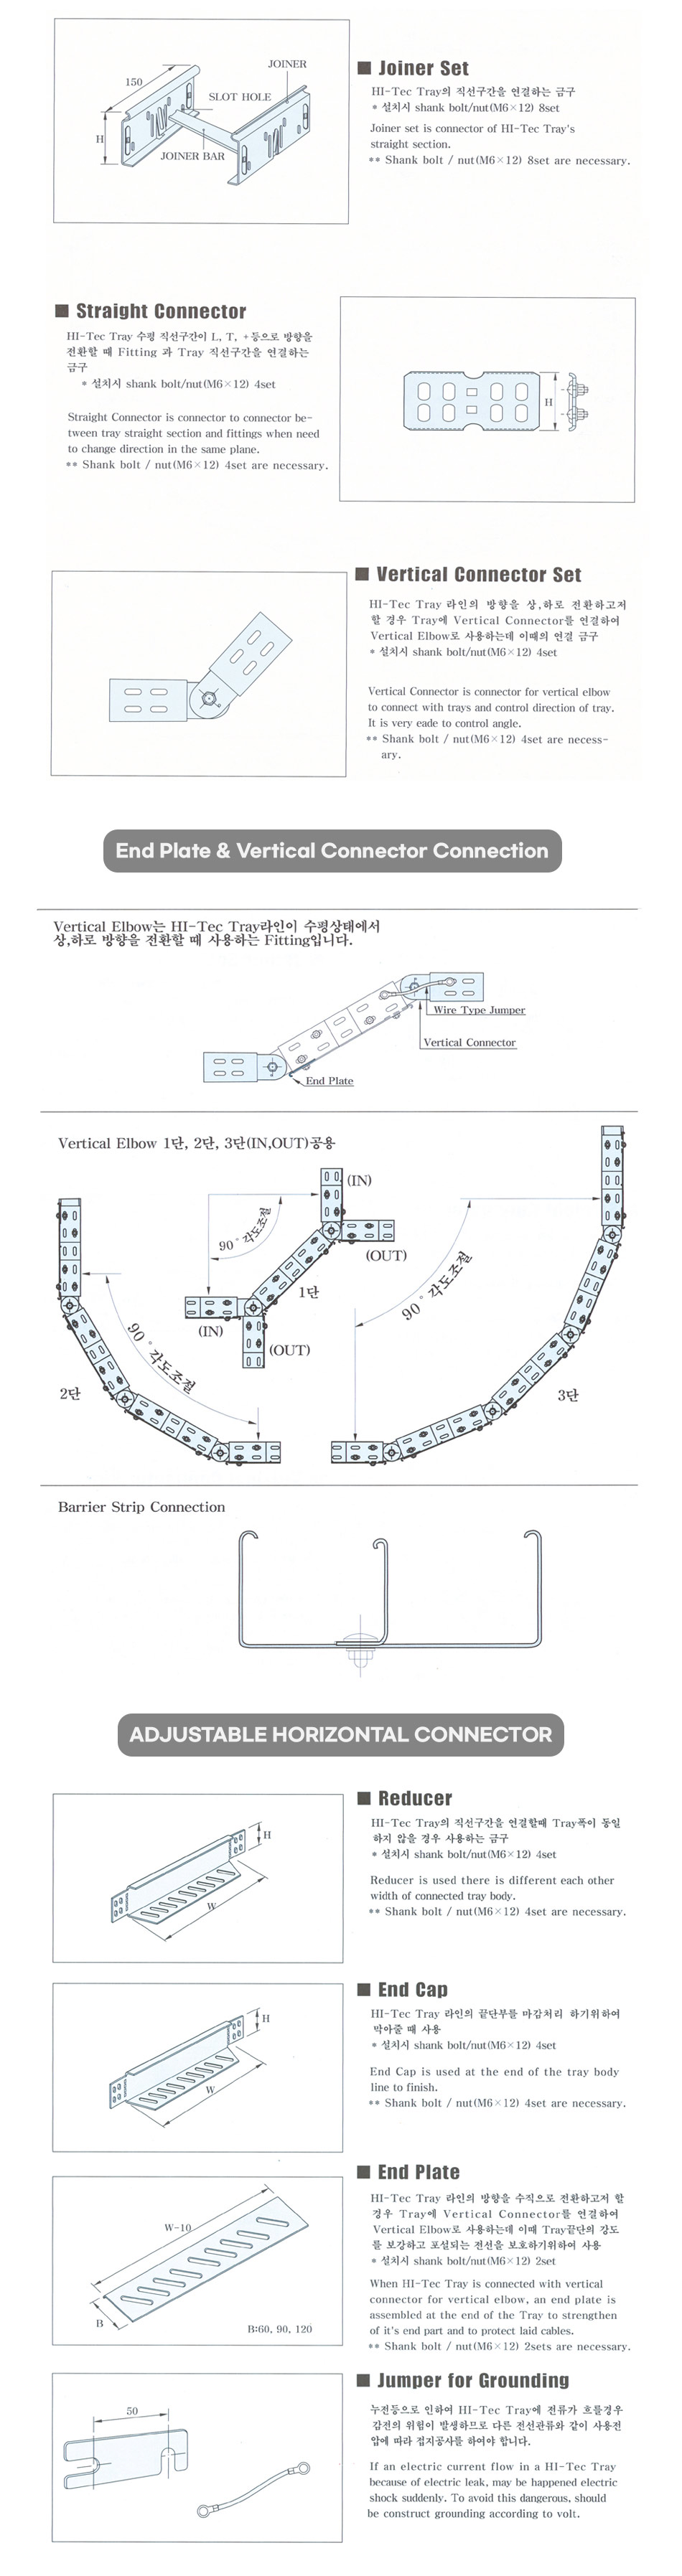 150
JOINER
SLOT HOLE
H
JOINER BAR
■ Joiner Set
HI-Tec Tray의 직선구간을 연결하는 금구
* 설치시 shank bolt/nut(M6×12) 8set
Joiner set is connector of HI-Tec Tray's
straight section.
** Shank bolt / nut(M6×12) 8set are necessary.
■ Straight Connector
HI-Tec Tray 수평 직선구간이 L, T, +등으로 방향을
전환할 때 Fitting 과 Tray 직선구간을 연결하는
금구
* 설치시 shank bolt/nut(M6×12) 4set
Straight Connector is connector to connector be-
tween tray straight section and fittings when need
to change direction in the same plane.
** Shank bolt / nut(M6×12) 4set are necessary.
H
■ Vertical Connector Set
HI-Tec Tray 라인의 방향을 상,하로 전환하고저
할 경우 Tray에 Vertical Connector를 연결하여
Vertical Elbow로 사용하는데 이때의 연결 금구
* 설치시 shank bolt/nut(M6×12) 4set
Vertical Connector is connector for vertical elbow
to connect with trays and control direction of tray.
It is very eade to control angle.
** Shank bolt / nut(M6×12) 4set are necess-
ary.
End Plate & Vertical Connector Connection
Vertical Elbow는 HI-Tec Tray라인이 수평상태에서
상,하로 방향을 전환할 때 사용하는 Fitting입니다.
Wire Type Jumper
Vertical Connector
End Plate
Vertical Elbow 1단, 2단, 3단(IN,OUT)공용
(IN)
90° 각도조절
(OUT)
1단
(IN)
(OUT)
90° 각도조절
2단
90° 각도조절
3단
Barrier Strip Connection
ADJUSTABLE HORIZONTAL CONNECTOR
H
W
■ Reducer
HI-Tec Tray의 직선구간을 연결할때 Tray폭이 동일
하지 않을 경우 사용하는 금구
* 설치시 shank bolt/nut(M6×12) 4set
Reducer is used there is different each other
width of connected tray body.
** Shank bolt / nut(M6×12) 4set are necessary.
H
W
■ End Cap
HI-Tec Tray 라인의 끝단부를 마감처리 하기위하여
막아줄 때 사용
* 설치시 shank bolt/nut(M6×12) 4set
End Cap is used at the end of the tray body
line to finish.
** Shank bolt / nut(M6×12) 4set are necessary.
W-10
B
B:60, 90, 120
■ End Plate
HI-Tec Tray 라인의 방향을 수직으로 전환하고저 할
경우 Tray에 Vertical Connector를 연결하여
Vertical Elbow로 사용하는데 이때 Tray끝단의 강도
를 보강하고 포설되는 전선을 보호하기위하여 사용
* 설치시 shank bolt/nut(M6×12) 2set
When HI-Tec Tray is connected with vertical
connector for vertical elbow, an end plate is
assembled at the end of the Tray to strengthen
of it's end part and to protect laid cables.
** Shank bolt / nut(M6×12) 2sets are necessary.
50
■ Jumper for Grounding
누전등으로 인하여 HI-Tec Tray에 전류가 흐를경우
감전의 위험이 발생하므로 다른 전선관류와 같이 사용전
압에 따라 접지공사를 하여야 합니다.
If an electric current flow in a HI-Tec Tray
because of electric leak, may be happened electric
shock suddenly. To avoid this dangerous, should
be construct grounding according to volt.